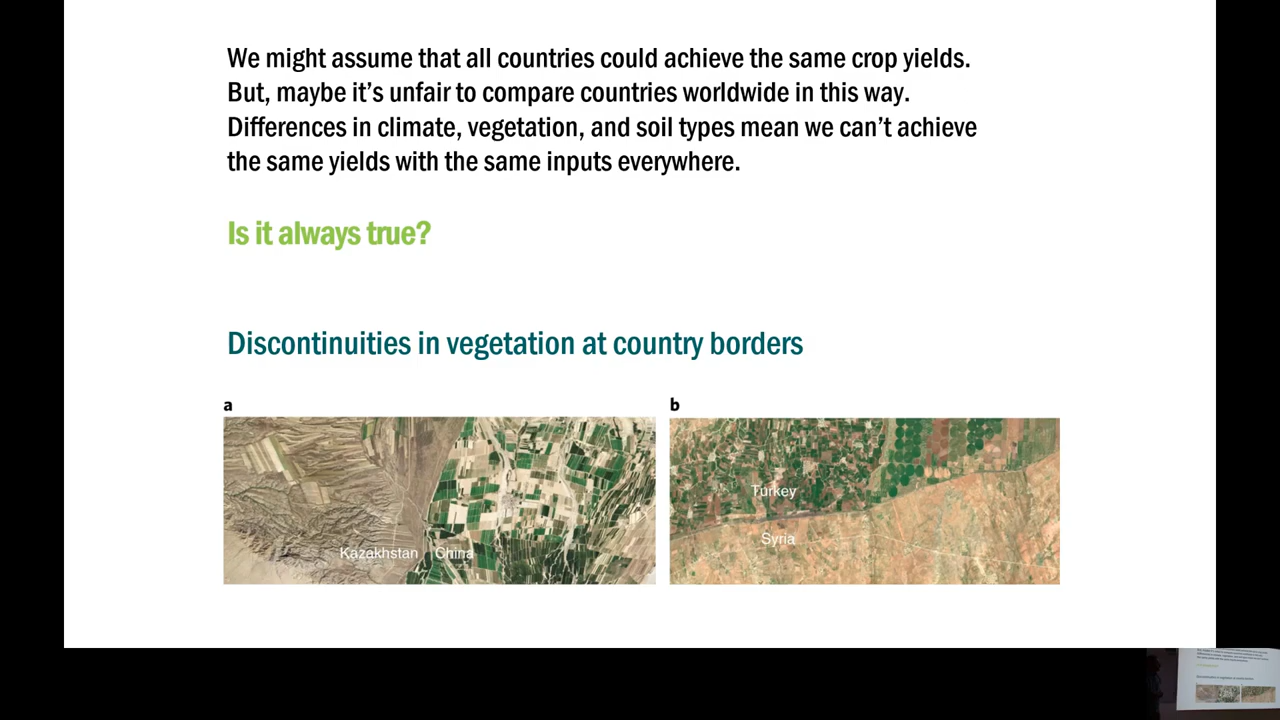 We might assume that all countries could achieve the same crop yields.
But, maybe it's unfair to compare countries worldwide in this way.
Differences in climate, vegetation, and soil types mean we can't achieve
the same yields with the same inputs everywhere.
Is it always true?
Discontinuities in vegetation at country borders
a
b
Kazakhstan
China
Turkey
Syria